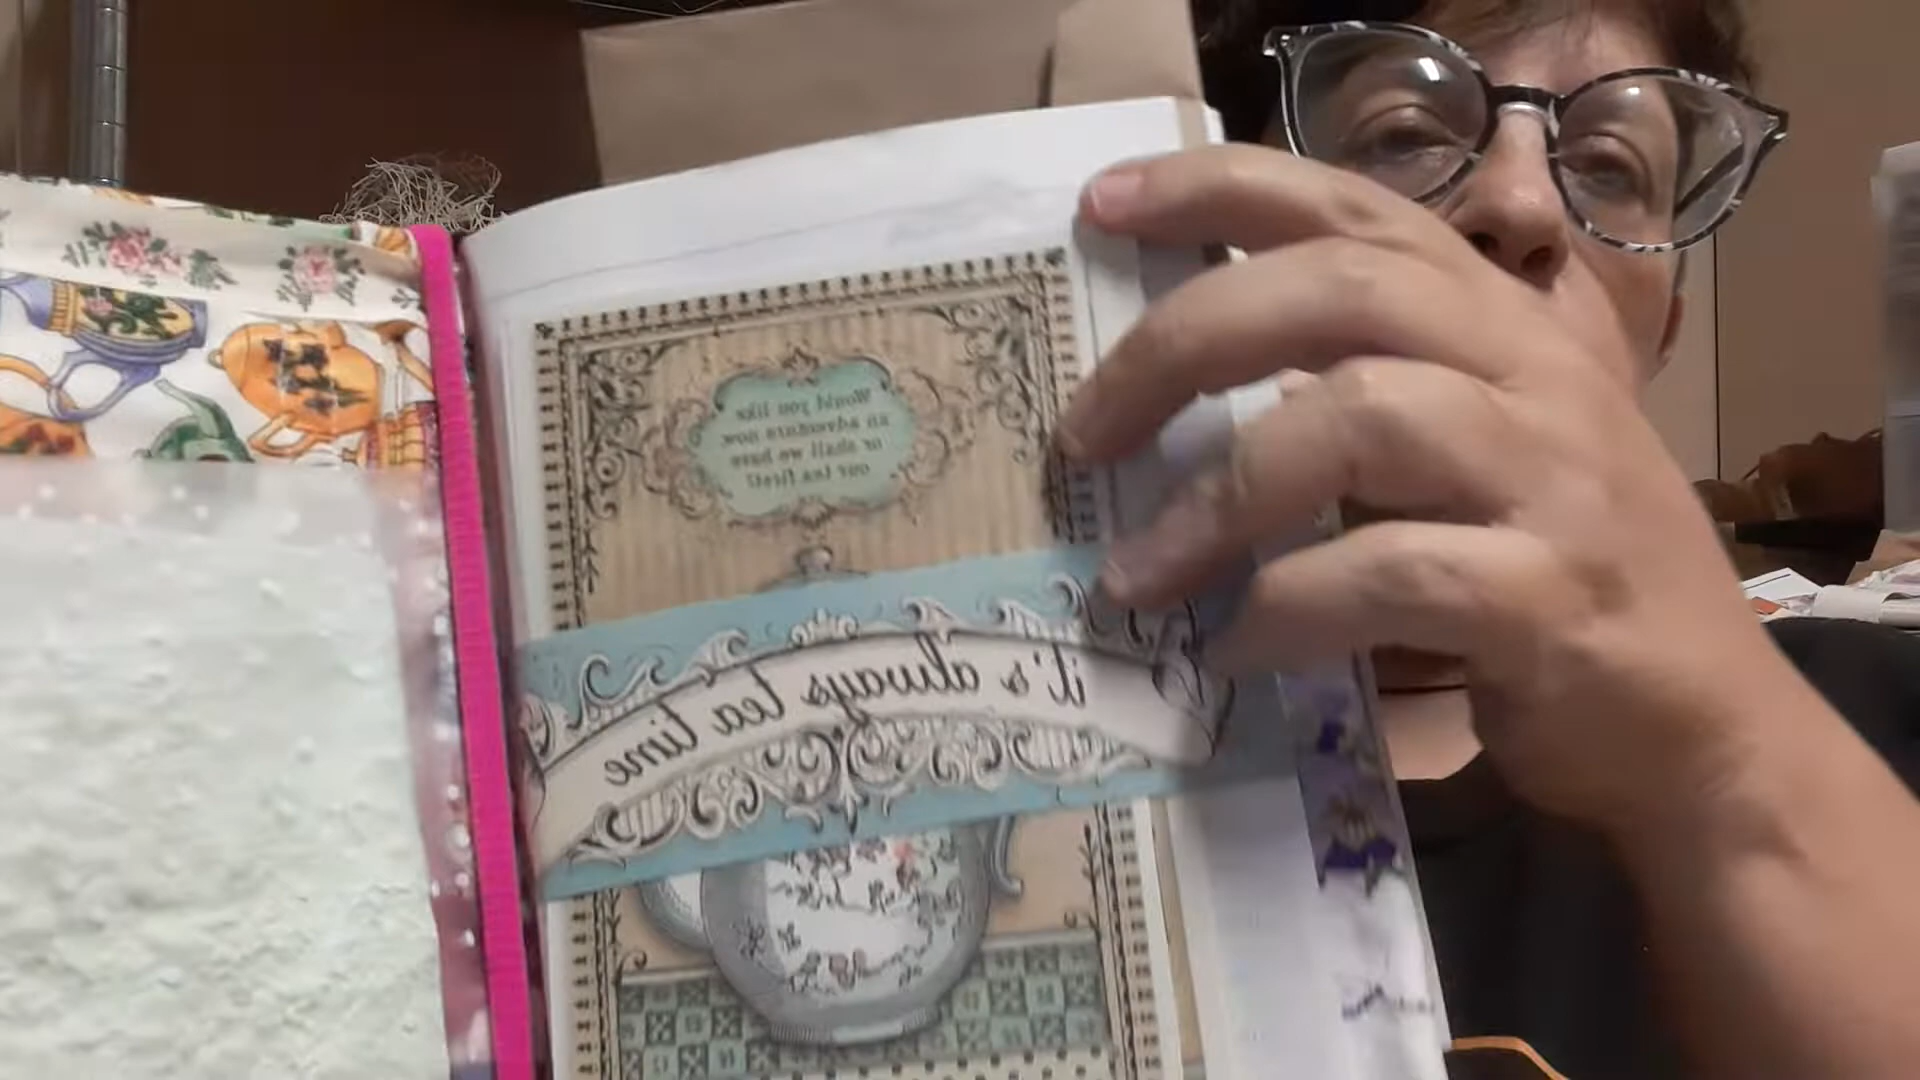 Would you like
an adventure now
or shall we have
our tea first?
it's always tea time